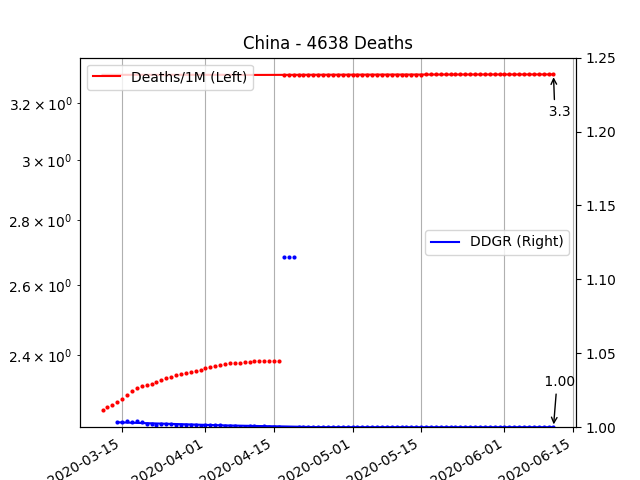 China - 4638 Deaths
Deaths/1M (Left)
3.2 × 10⁰
3 × 10⁰
2.8 × 10⁰
2.6 × 10⁰
2.4 × 10⁰
1.25
1.20
1.15
1.10
1.05
1.00
3.3
DDGR (Right)
1.00
2020-03-15
2020-04-01
2020-04-15
2020-05-01
2020-05-15
2020-06-01
2020-06-15